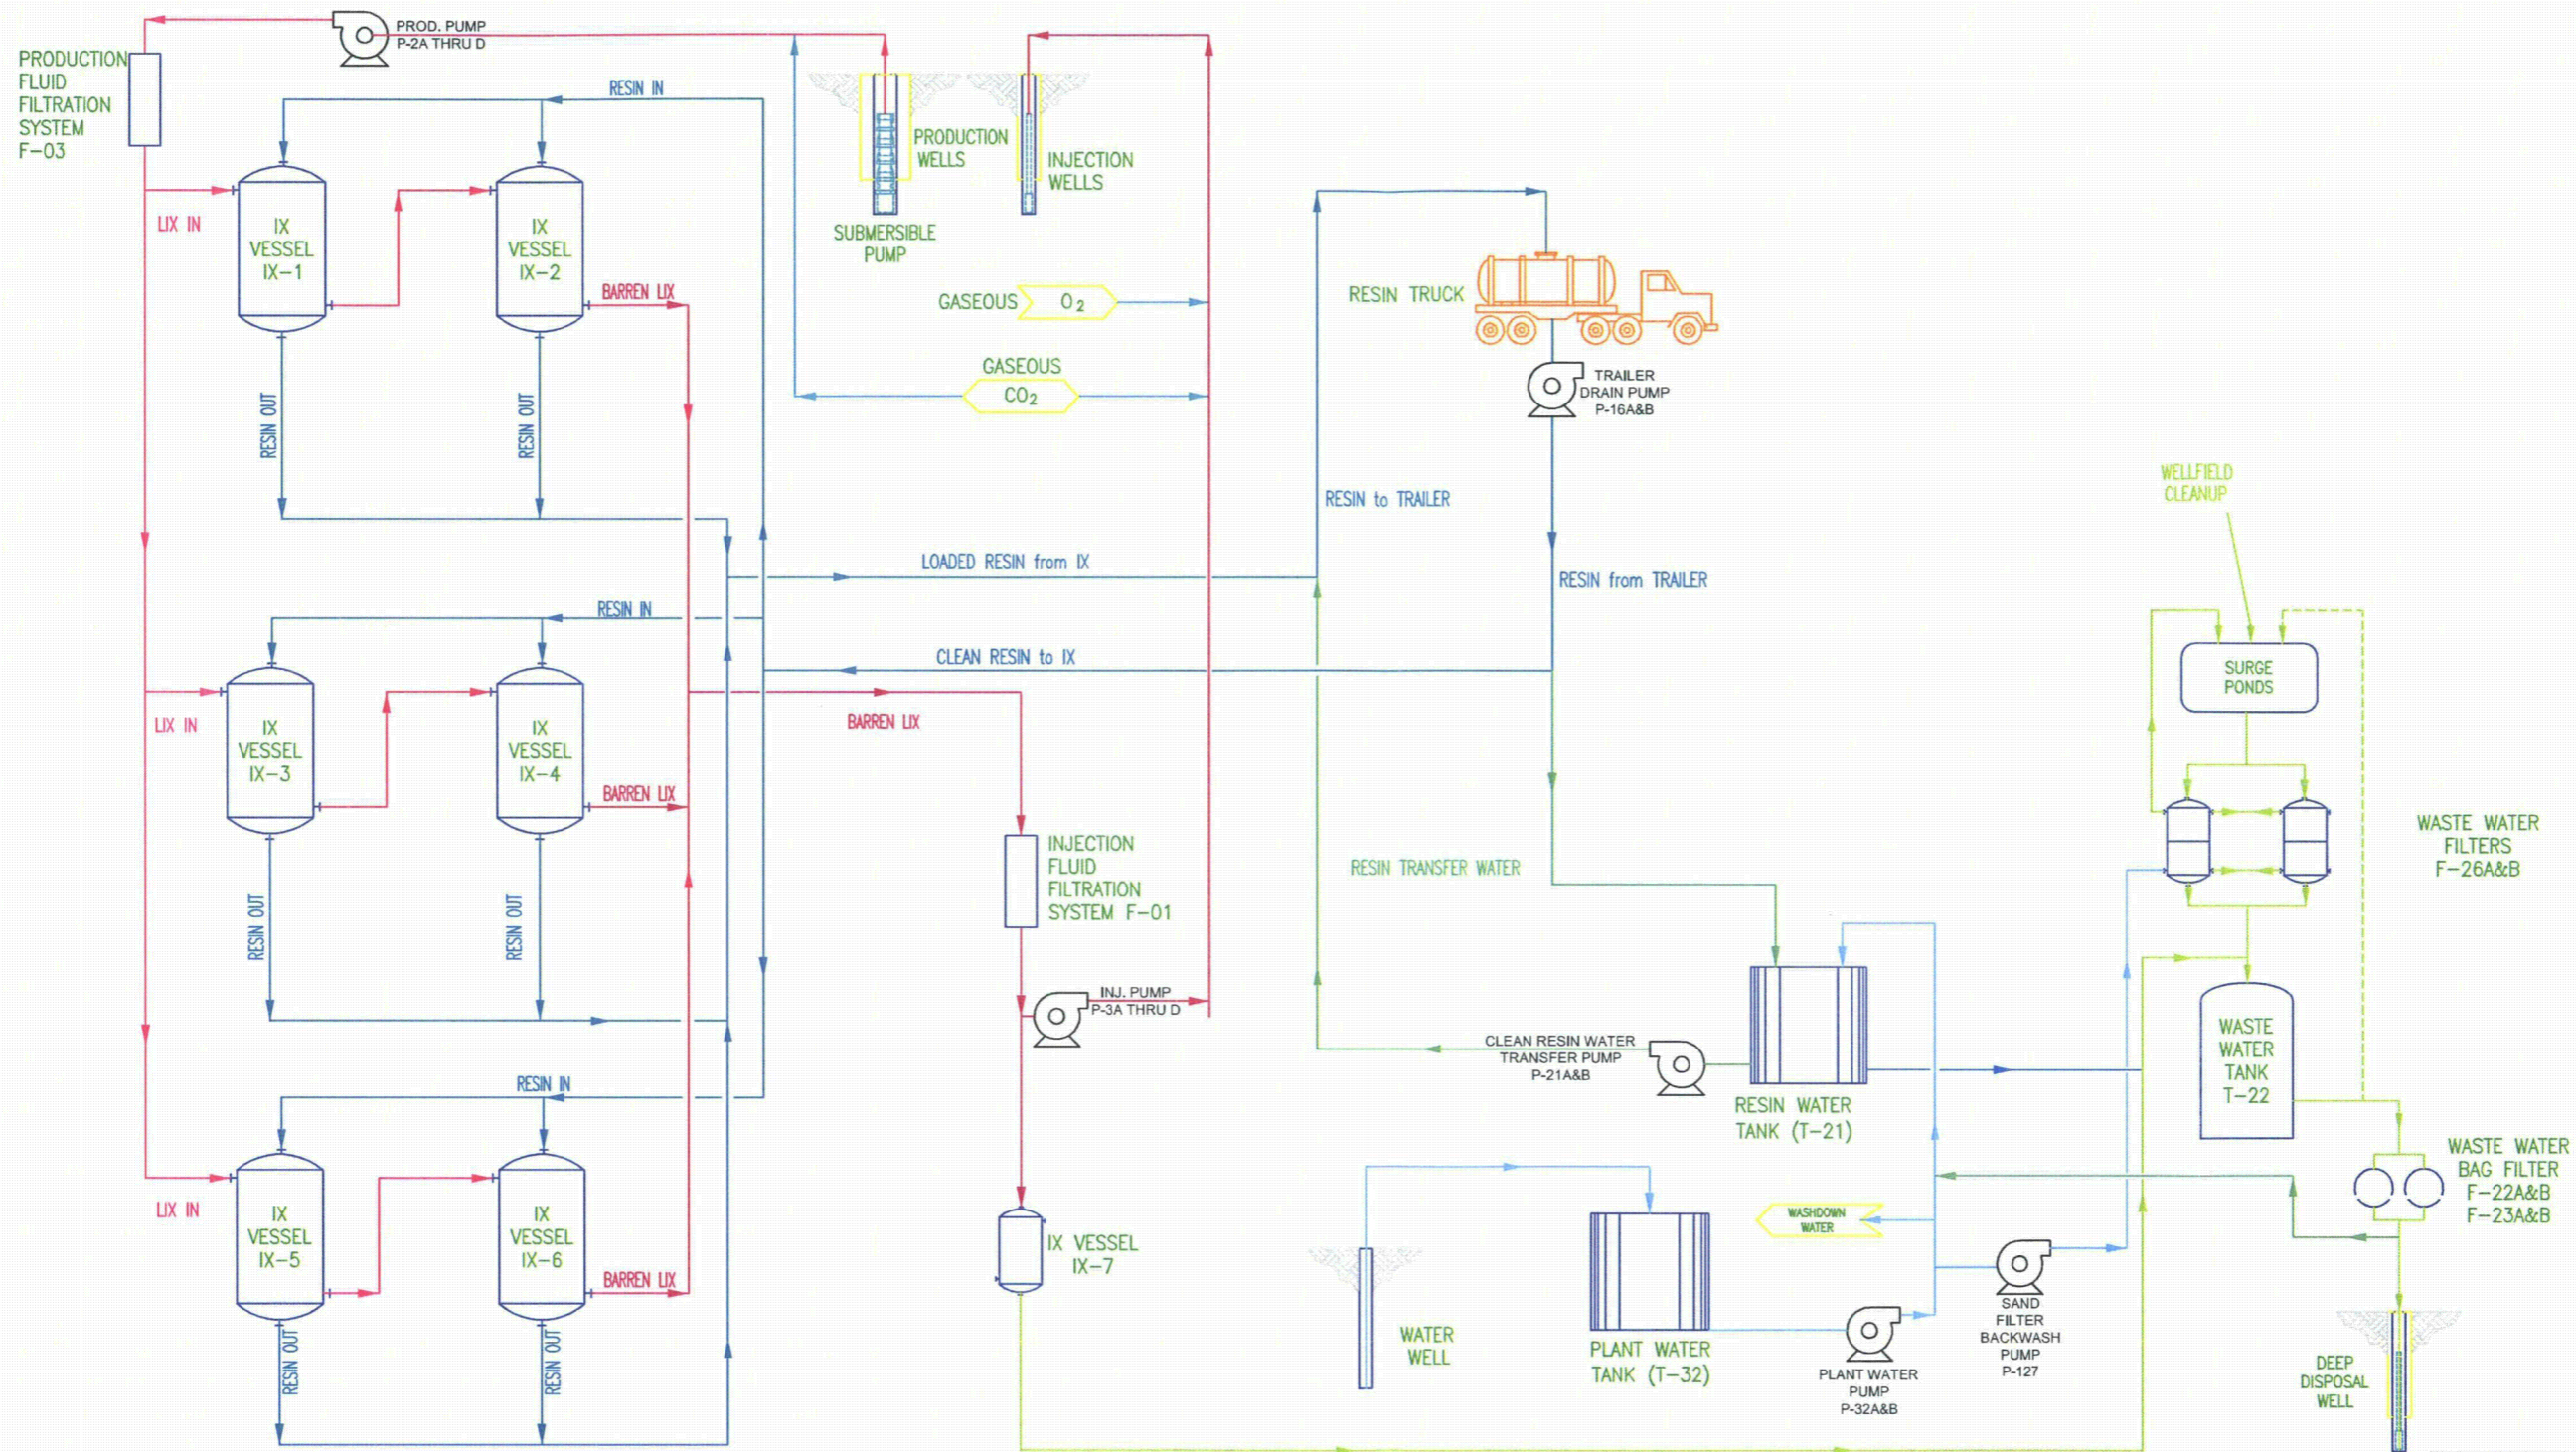 PROD. PUMP
P-2A THRU D
PRODUCTION
FLUID
FILTRATION
SYSTEM
F-03
RESIN IN
LIX IN
IX
VESSEL
IX-1
IX
VESSEL
IX-2
BARREN LIX
RESIN OUT
RESIN OUT
PRODUCTION
WELLS
SUBMERSIBLE
PUMP
INJECTION
WELLS
GASEOUS
O2
GASEOUS
CO2
RESIN TRUCK
TRAILER
DRAIN PUMP
P-16A&B
RESIN to TRAILER
LOADED RESIN from IX
RESIN from TRAILER
CLEAN RESIN to IX
RESIN IN
LIX IN
IX
VESSEL
IX-3
IX
VESSEL
IX-4
BARREN LIX
BARREN LIX
RESIN OUT
RESIN OUT
INJECTION
FLUID
FILTRATION
SYSTEM F-01
INJ. PUMP
P-3A THRU D
RESIN TRANSFER WATER
WELLFIELD
CLEANUP
SURGE
PONDS
WASTE WATER
FILTERS
F-26A&B
WASTE
WATER
TANK
T-22
CLEAN RESIN WATER
TRANSFER PUMP
P-21A&B
RESIN WATER
TANK (T-21)
RESIN IN
LIX IN
IX
VESSEL
IX-5
IX
VESSEL
IX-6
BARREN LIX
RESIN OUT
RESIN OUT
IX VESSEL
IX-7
WATER
WELL
PLANT WATER
TANK (T-32)
WASHDOWN
WATER
PLANT WATER
PUMP
P-32A&B
SAND
FILTER
BACKWASH
PUMP
P-127
WASTE WATER
BAG FILTER
F-22A&B
F-23A&B
DEEP
DISPOSAL
WELL